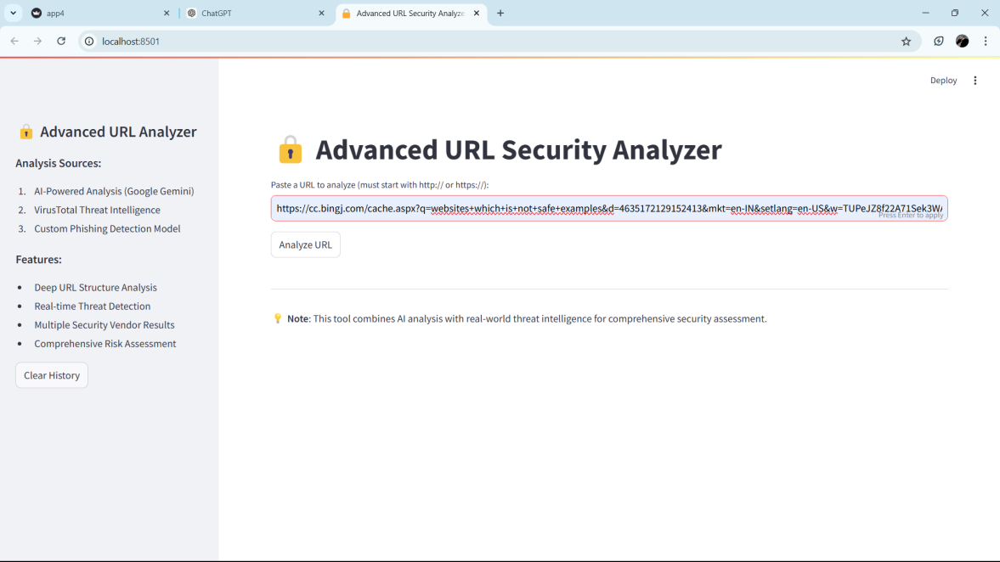 app4
ChatGPT
Advanced URL Security Analyze
localhost:8501
Deploy
Advanced URL Analyzer
Analysis Sources:
1. AI-Powered Analysis (Google Gemini)
2. VirusTotal Threat Intelligence
3. Custom Phishing Detection Model
Features:
• Deep URL Structure Analysis
• Real-time Threat Detection
• Multiple Security Vendor Results
• Comprehensive Risk Assessment
Clear History
Advanced URL Security Analyzer
Paste a URL to analyze (must start with http:// or https://):
https://cc.bingj.com/cache.aspx?q=websites+which+is+not+safe+examples&d=4635172129152413&mkt=en-IN&setlang=en-US&w=TUPeJZ8f22A71Sek3W
Press Enter to apply
Analyze URL
Note: This tool combines AI analysis with real-world threat intelligence for comprehensive security assessment.